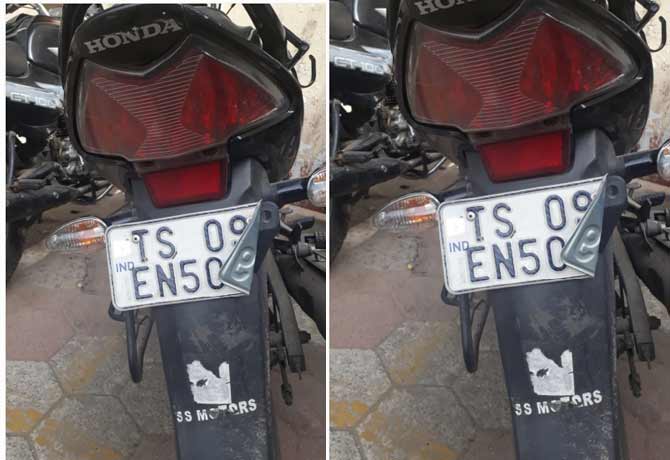 HONDA
TS 09
IND
EN50
SS MOTORS
HONDA
TS 09
IND
EN50
SS MOTORS